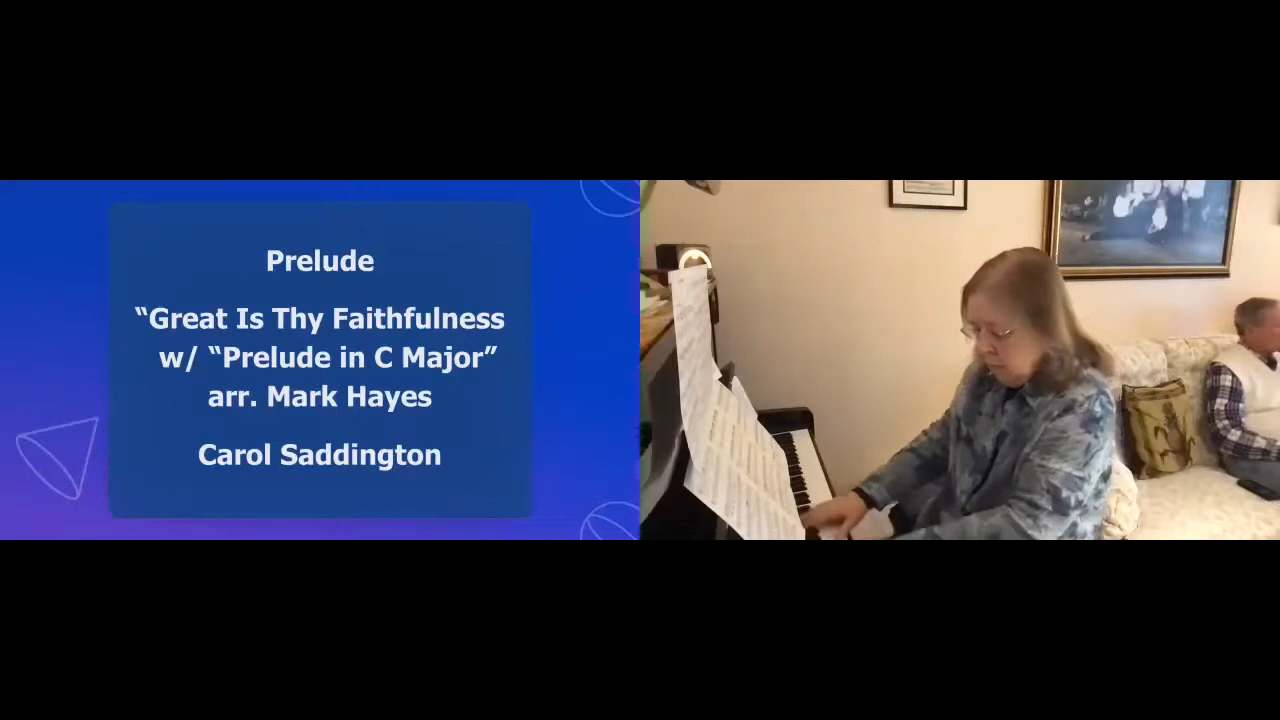 Prelude
“Great Is Thy Faithfulness
w/ “Prelude in C Major”
arr. Mark Hayes
Carol Saddington